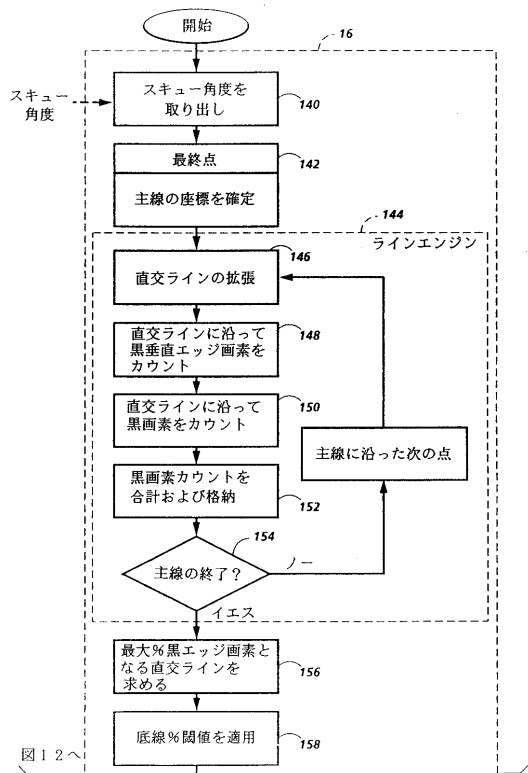 開始
16
スキュー
角度
スキュー角度を
取り出し
140
最終点
142
主線の座標を確定
144
ラインエンジン
146
直交ラインの拡張
直交ラインに沿って
黒垂直エッジ画素を
カウント
148
直交ラインに沿って
黒画素をカウント
150
主線に沿った次の点
黒画素カウントを
合計および格納
152
154
主線の終了?
ノー
イエス
最大%黒エッジ画素と
なる直交ラインを
求める
156
底線%閾値を適用
158
図12へ